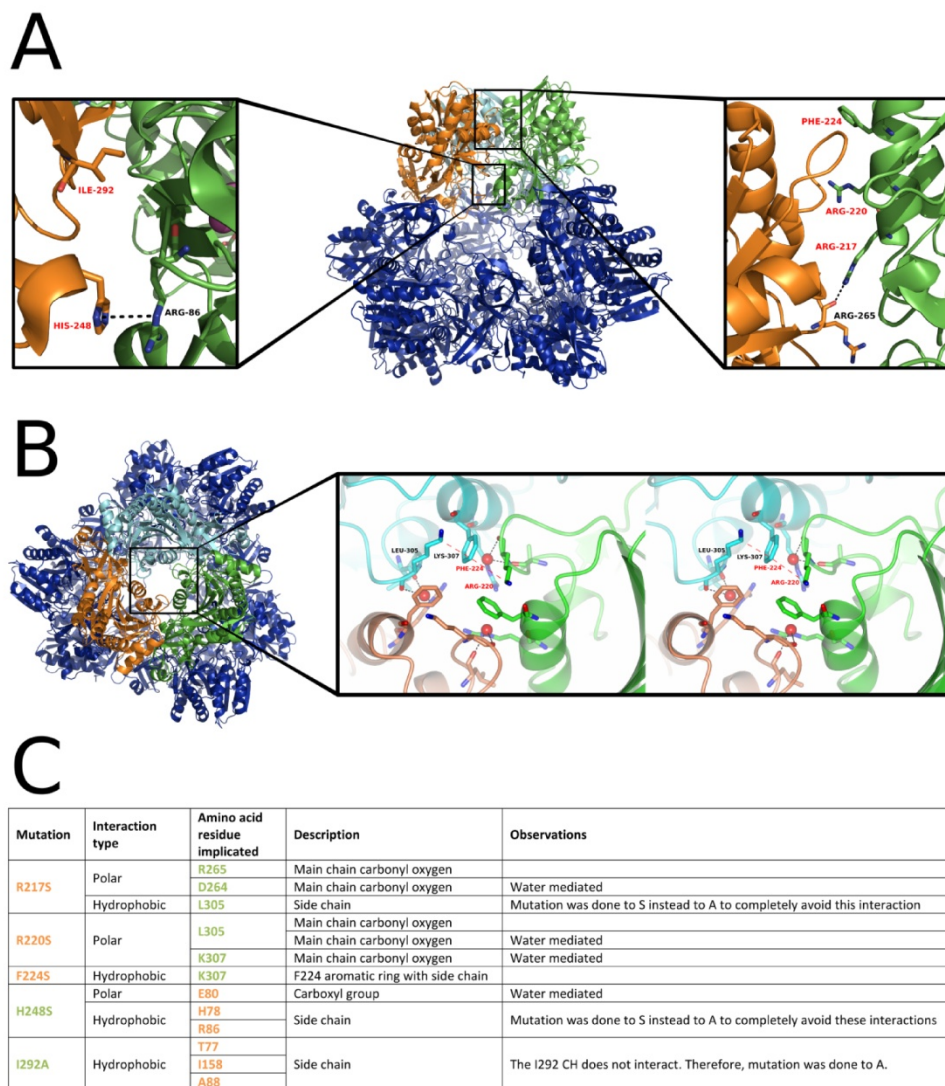 A
ILE-292
HIS-248
ARG-86
PHE-224
ARG-220
ARG-217
ARG-265
B
LEU-305
LYS-307
PHE-224
ARG-220
LEU-305
LYS-307
PHE-224
ARG-220
C
Mutation Interaction type Amino acid residue implicated Description Observations
R217S Polar R265 Main chain carbonyl oxygen
D264 Main chain carbonyl oxygen Water mediated
Hydrophobic L305 Side chain Mutation was done to S instead to A to completely avoid this interaction
R220S Polar L305 Main chain carbonyl oxygen
Main chain carbonyl oxygen Water mediated
K307 Main chain carbonyl oxygen Water mediated
F224S Hydrophobic K307 F224 aromatic ring with side chain
H248S Polar E80 Carboxyl group Water mediated
Hydrophobic H78 Side chain Mutation was done to S instead to A to completely avoid these interactions
R86
I292A Hydrophobic T77 Side chain The I292 CH does not interact. Therefore, mutation was done to A.
I158
A88